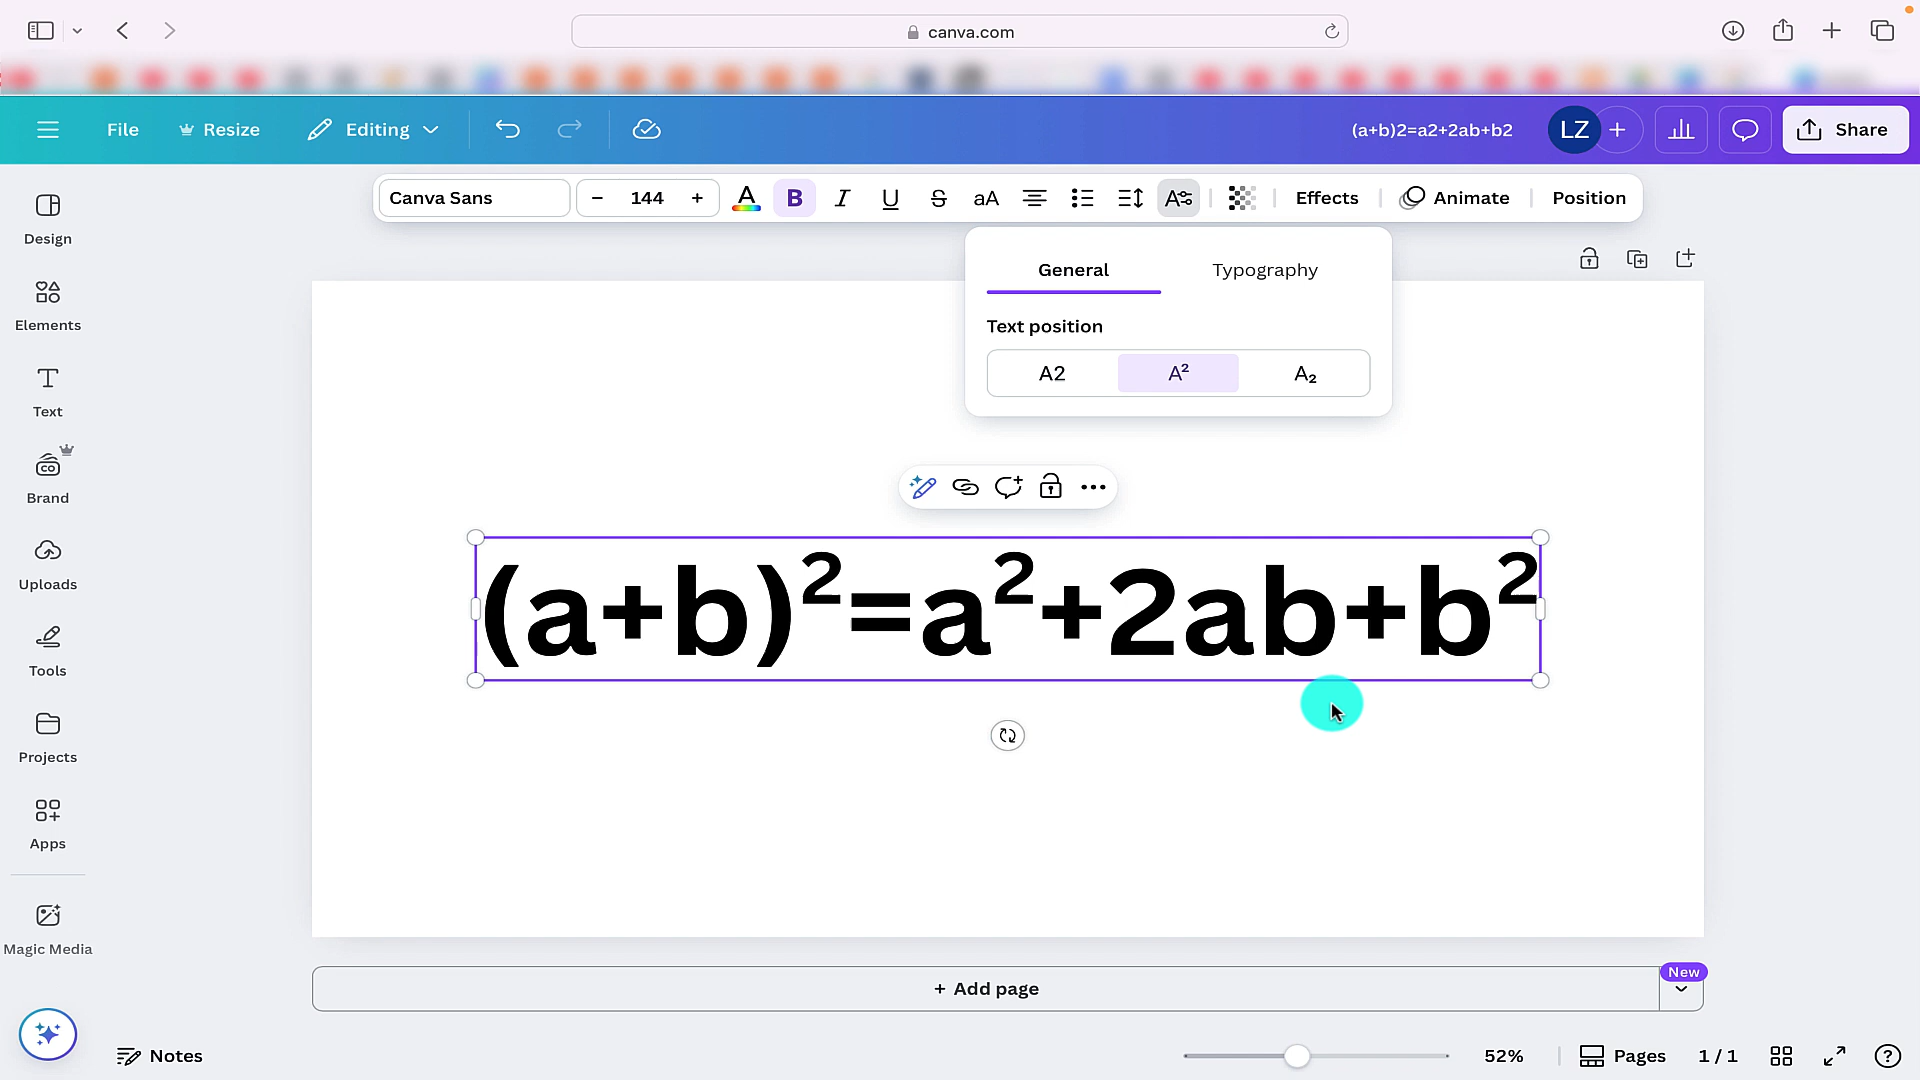 canva.com
File
Resize
Editing
(a+b)2=a2+2ab+b2
LZ
Share
Canva Sans
− 144 +
A B I U S aA
Effects
Animate
Position
General
Typography
Text position
A2
A²
A₂
Design
Elements
Text
Brand
Uploads
Tools
Projects
Apps
Magic Media
(a+b)²=a²+2ab+b²
+ Add page
New
Notes
52%
Pages
1 / 1